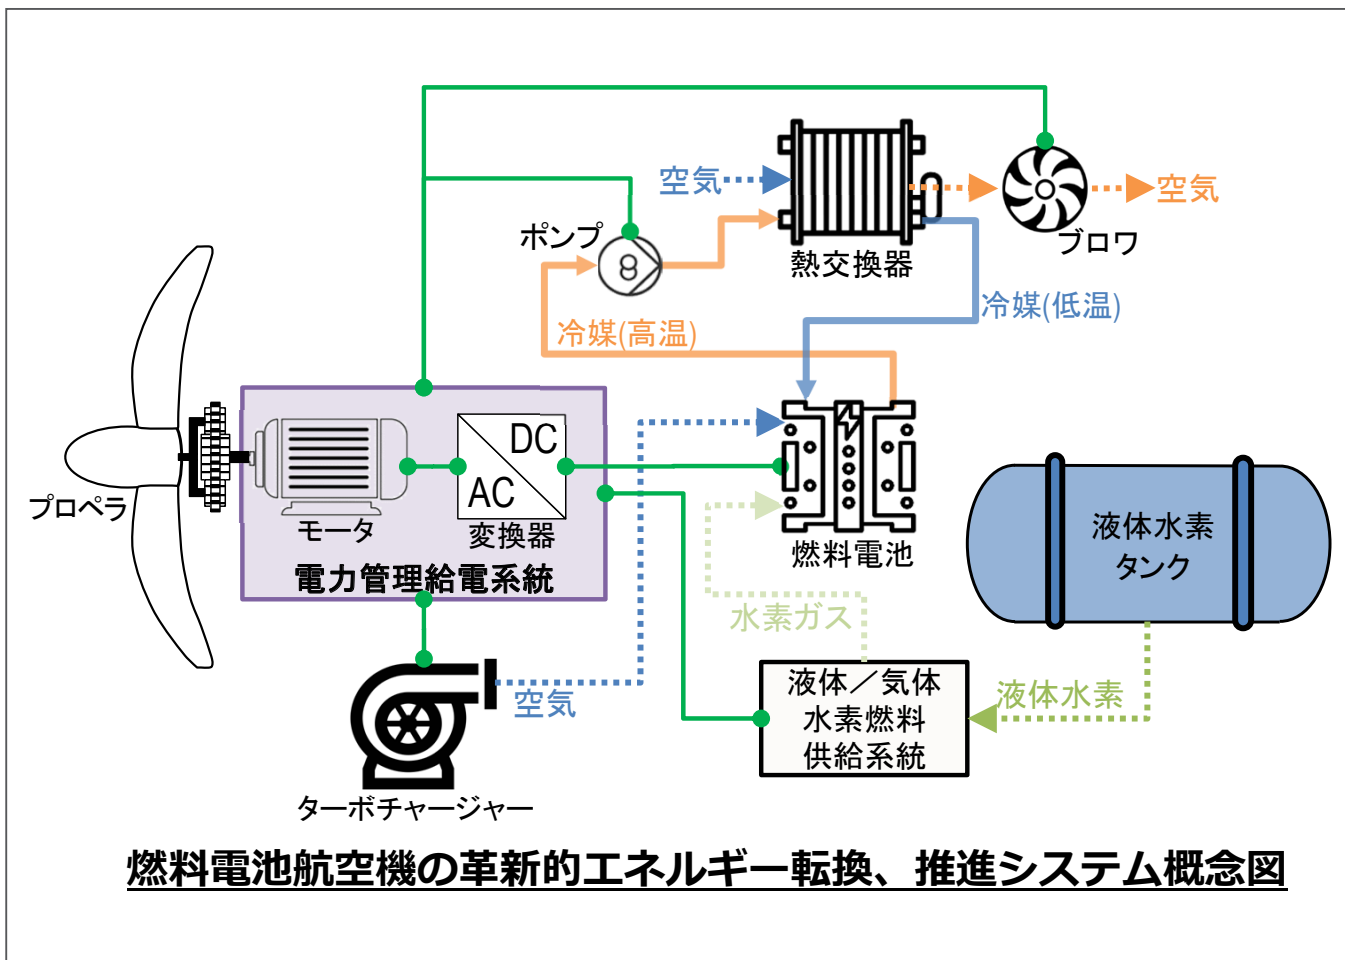 空気
空気
ポンプ
熱交換器
ブロワ
冷媒(低温)
冷媒(高温)
DC
AC
プロペラ
モータ
変換器
電力管理給電系統
燃料電池
液体水素
タンク
水素ガス
空気
液体／気体
水素燃料
供給系統
液体水素
ターボチャージャー
燃料電池航空機の革新的エネルギー転換、推進システム概念図